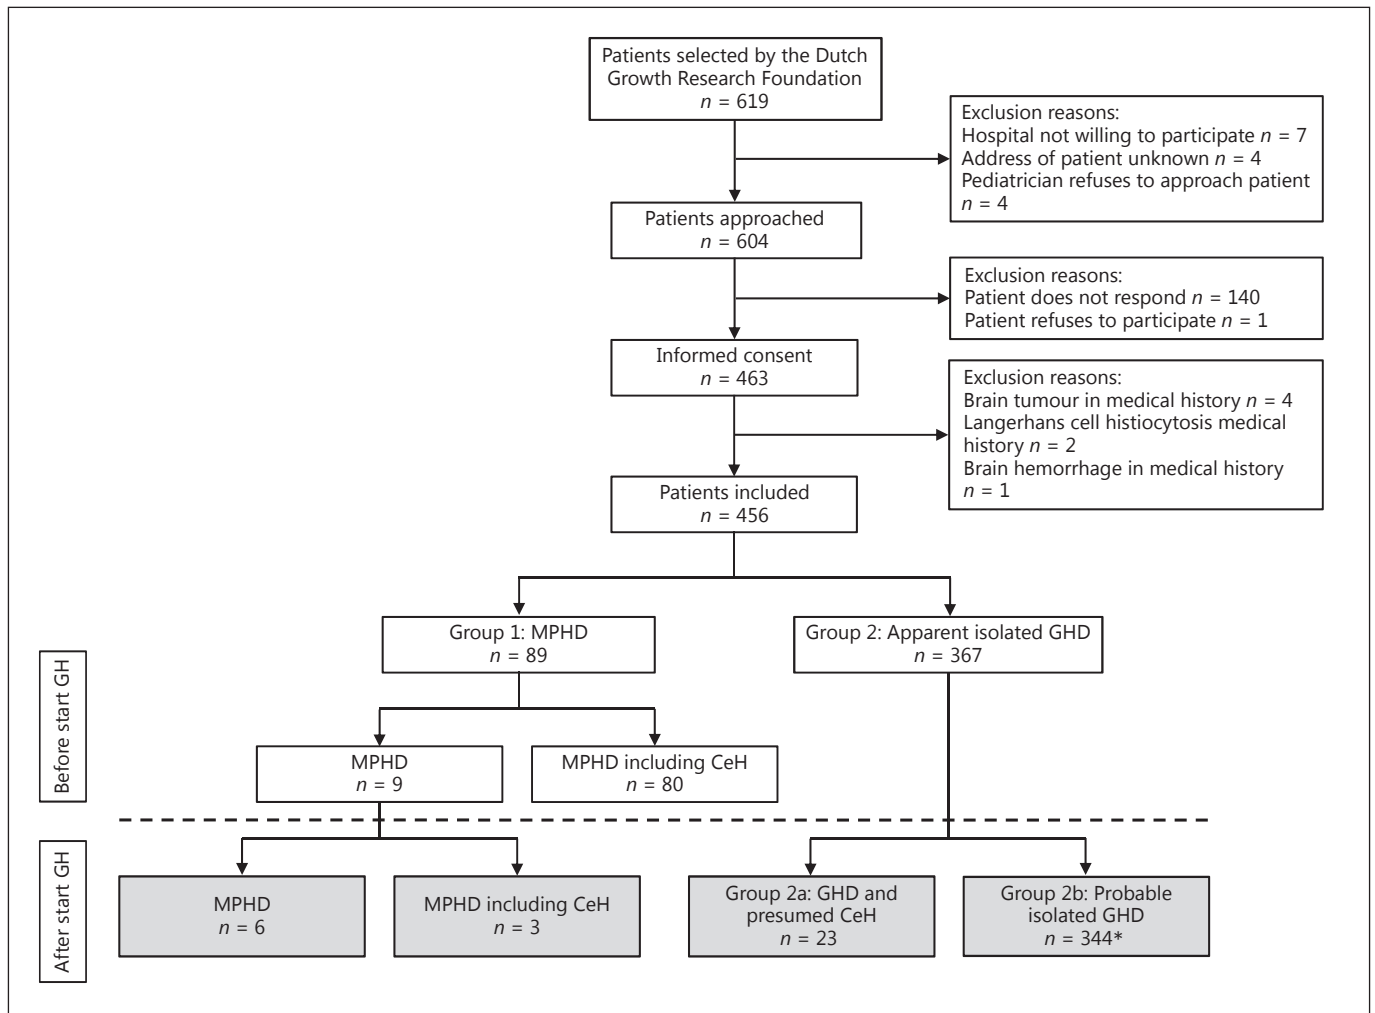 Patients selected by the Dutch
Growth Research Foundation
n = 619
Exclusion reasons:
Hospital not willing to participate n = 7
Address of patient unknown n = 4
Pediatrician refuses to approach patient
n = 4
Patients approached
n = 604
Exclusion reasons:
Patient does not respond n = 140
Patient refuses to participate n = 1
Informed consent
n = 463
Exclusion reasons:
Brain tumour in medical history n = 4
Langerhans cell histiocytosis medical
history n = 2
Brain hemorrhage in medical history
n = 1
Patients included
n = 456
Group 1: MPHD
n = 89
Group 2: Apparent isolated GHD
n = 367
Before start GH
MPHD
n = 9
MPHD including CeH
n = 80
After start GH
MPHD
n = 6
MPHD including CeH
n = 3
Group 2a: GHD and
presumed CeH
n = 23
Group 2b: Probable
isolated GHD
n = 344*